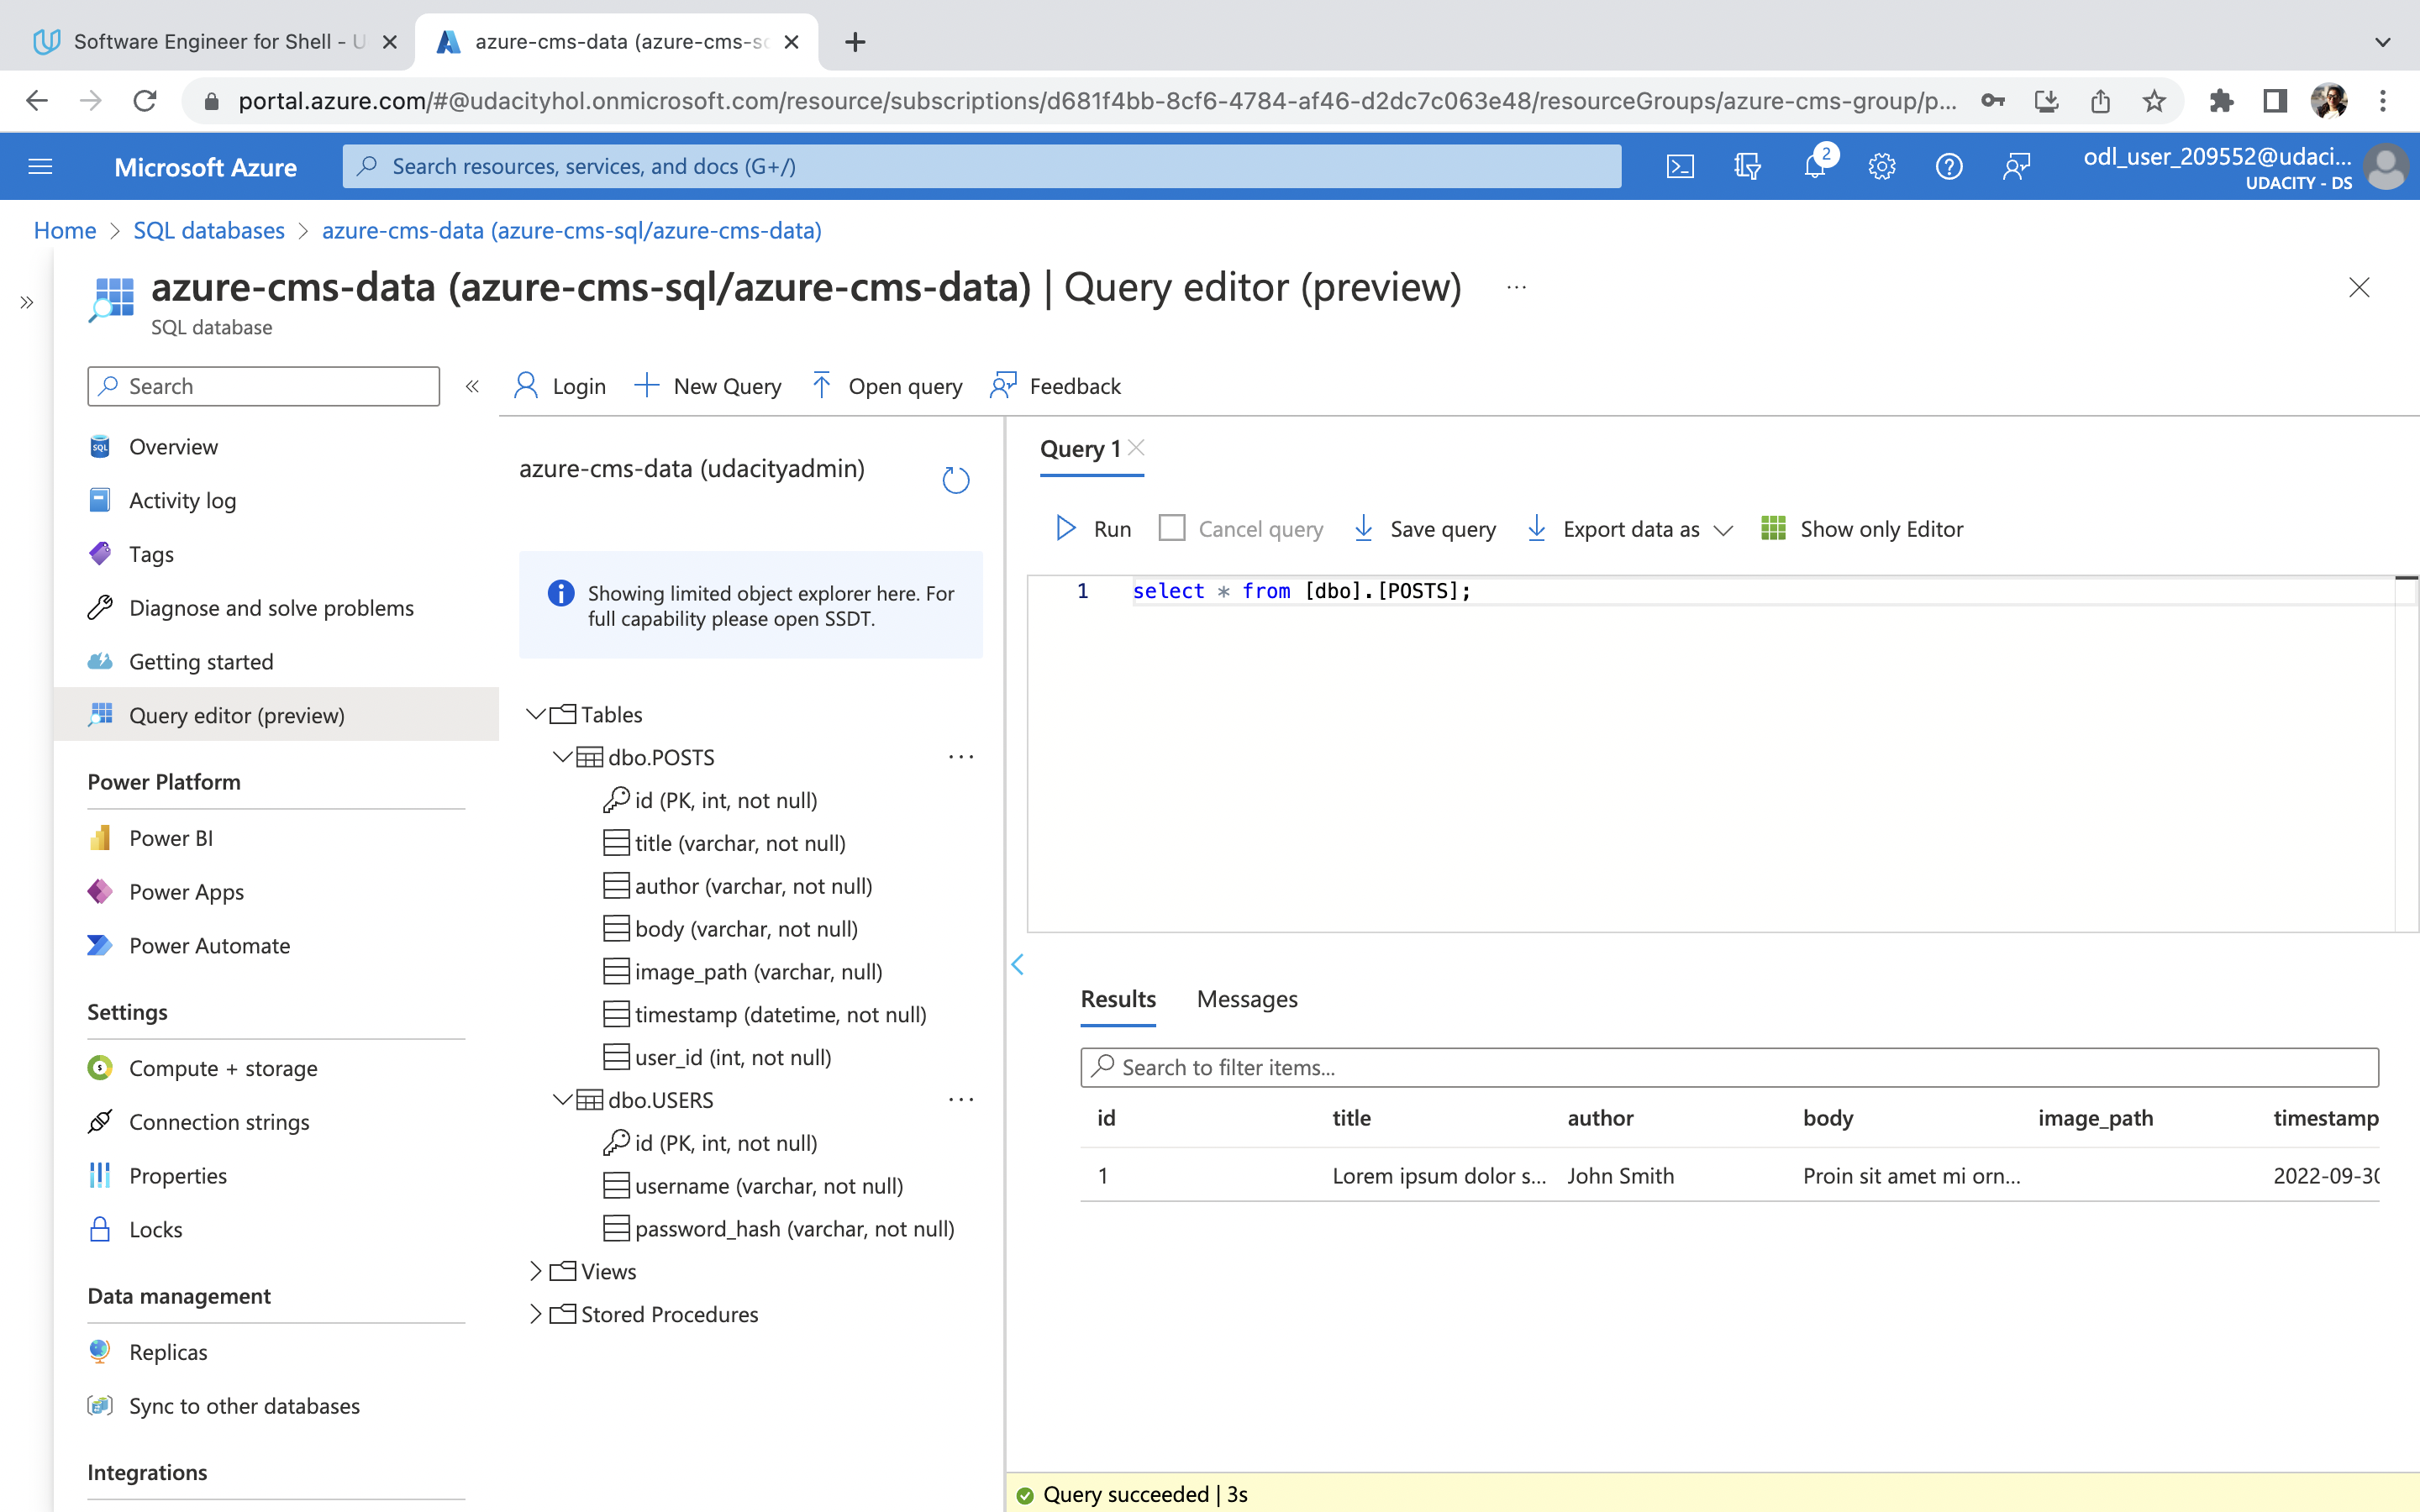 Software Engineer for Shell - U
azure-cms-data (azure-cms-sq
portal.azure.com/#@udacityhol.onmicrosoft.com/resource/subscriptions/d681f4bb-8cf6-4784-af46-d2dc7c063e48/resourceGroups/azure-cms-group/p...
Microsoft Azure
Search resources, services, and docs (G+/)
2
odl_user_209552@udaci...
UDACITY - DS
Home > SQL databases > azure-cms-data (azure-cms-sql/azure-cms-data)
azure-cms-data (azure-cms-sql/azure-cms-data) | Query editor (preview) ...
SQL database
Search
Overview
Activity log
Tags
Diagnose and solve problems
Getting started
Query editor (preview)
Power Platform
Power BI
Power Apps
Power Automate
Settings
Compute + storage
Connection strings
Properties
Locks
Data management
Replicas
Sync to other databases
Integrations
Login New Query Open query Feedback
azure-cms-data (udacityadmin)
Showing limited object explorer here. For
full capability please open SSDT.
Tables
dbo.POSTS ...
id (PK, int, not null)
title (varchar, not null)
author (varchar, not null)
body (varchar, not null)
image_path (varchar, null)
timestamp (datetime, not null)
user_id (int, not null)
dbo.USERS ...
id (PK, int, not null)
username (varchar, not null)
password_hash (varchar, not null)
Views
Stored Procedures
Query 1
Run Cancel query Save query Export data as Show only Editor
1 select * from [dbo].[POSTS];
Results Messages
Search to filter items...
id title author body image_path timestamp
1 Lorem ipsum dolor s... John Smith Proin sit amet mi orn... 2022-09-30
Query succeeded | 3s